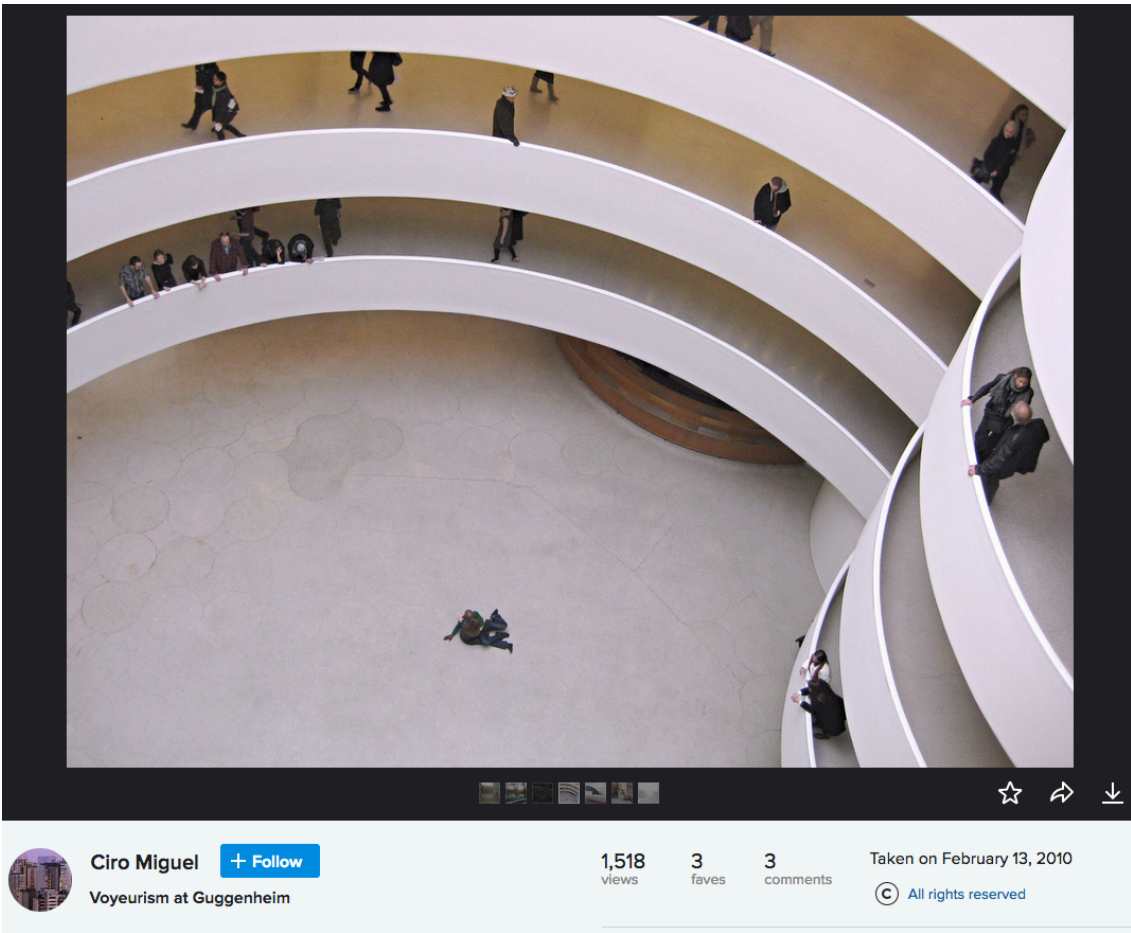 Ciro Miguel
+ Follow
Voyeurism at Guggenheim
1,518
views
3
faves
3
comments
Taken on February 13, 2010
© All rights reserved